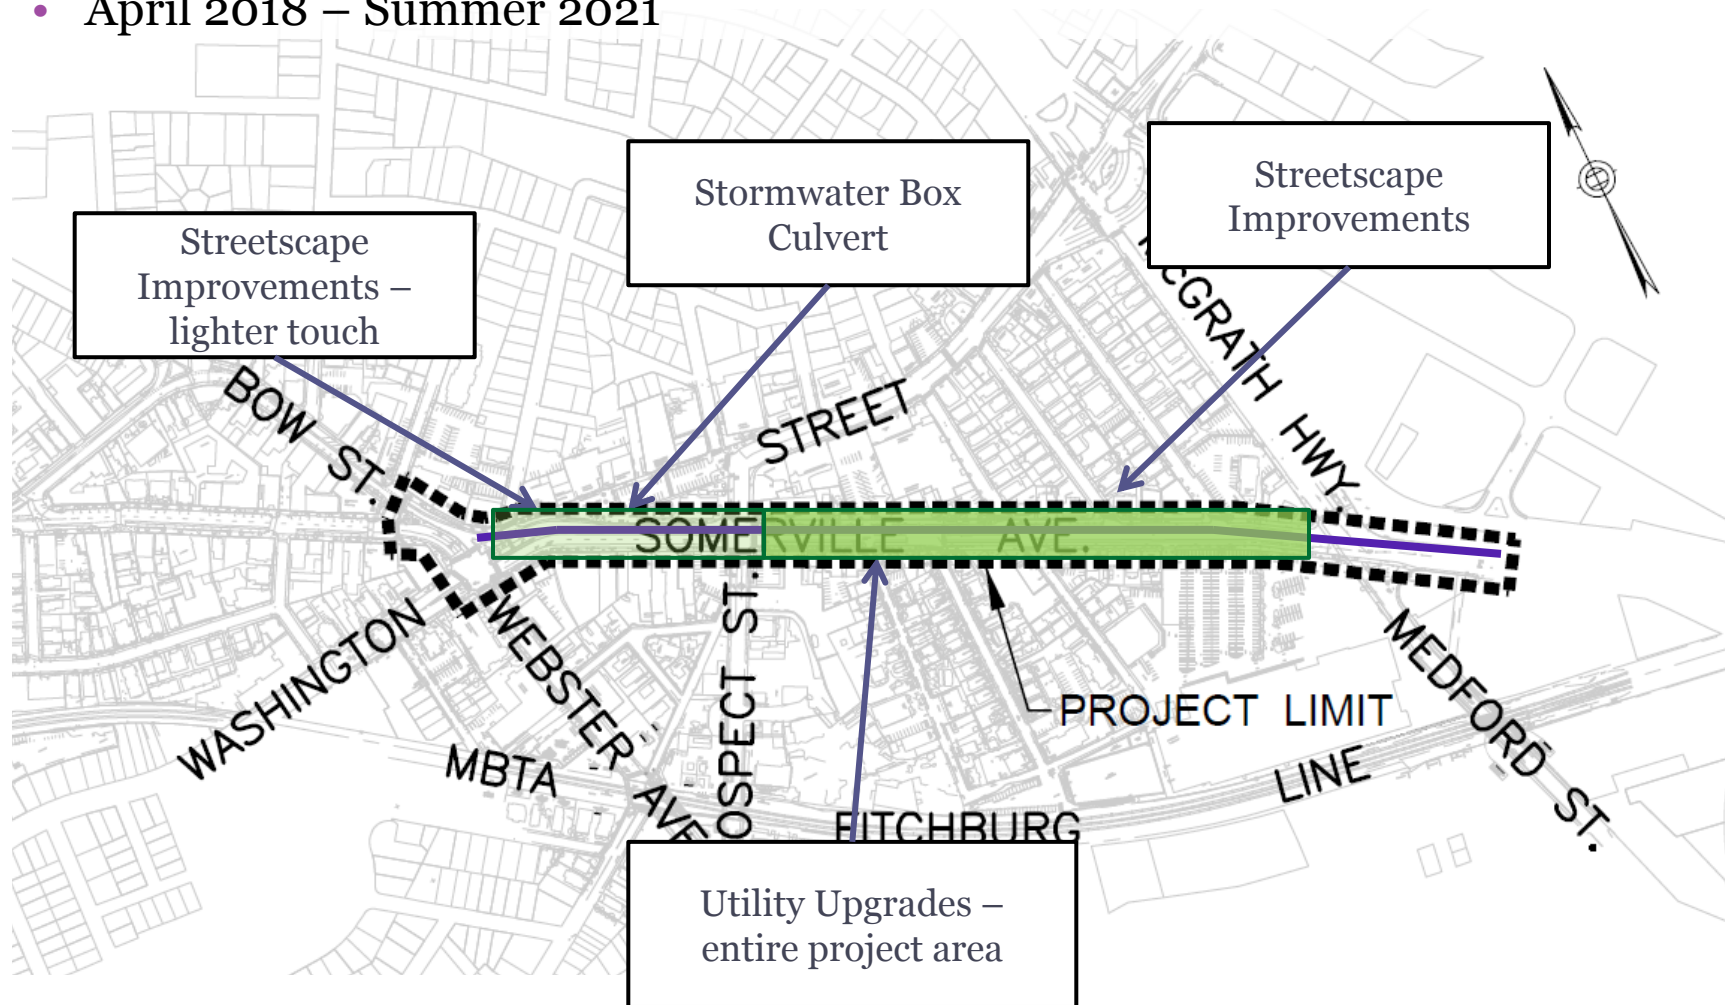 • April 2018 – Summer 2021
Stormwater Box
Culvert
Streetscape
Improvements
Streetscape
Improvements –
lighter touch
McGRATH HWY.
BOW ST.
STREET
SOMERVILLE AVE.
WASHINGTON
WEBSTER AVE
OSPECT ST.
PROJECT LIMIT
MEDFORD ST.
MBTA
FITCHBURG
LINE
Utility Upgrades –
entire project area